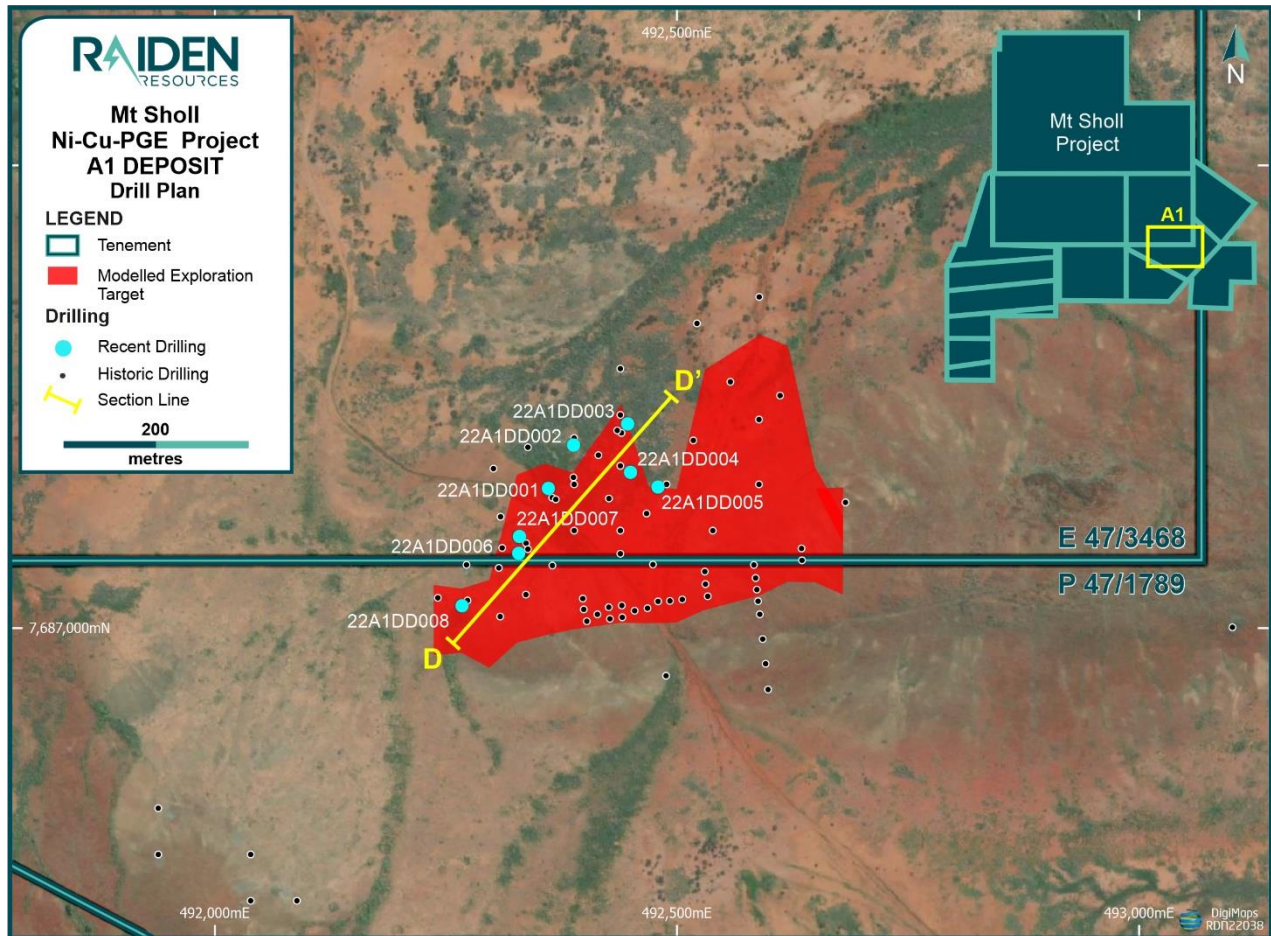 RAIDEN
RESOURCES
Mt Sholl
Ni-Cu-PGE Project
A1 DEPOSIT
Drill Plan
LEGEND
Tenement
Modelled Exploration
Target
Drilling
Recent Drilling
Historic Drilling
Section Line
200
metres
492,500mE
N
Mt Sholl
Project
A1
D'
22A1DD003
22A1DD002
22A1DD004
22A1DD001
22A1DD005
22A1DD007
22A1DD006
E 47/3468
P 47/1789
22A1DD008
7,687,000mN
D
492,000mE
492,500mE
493,000mE
DigiMaps
RDN22038